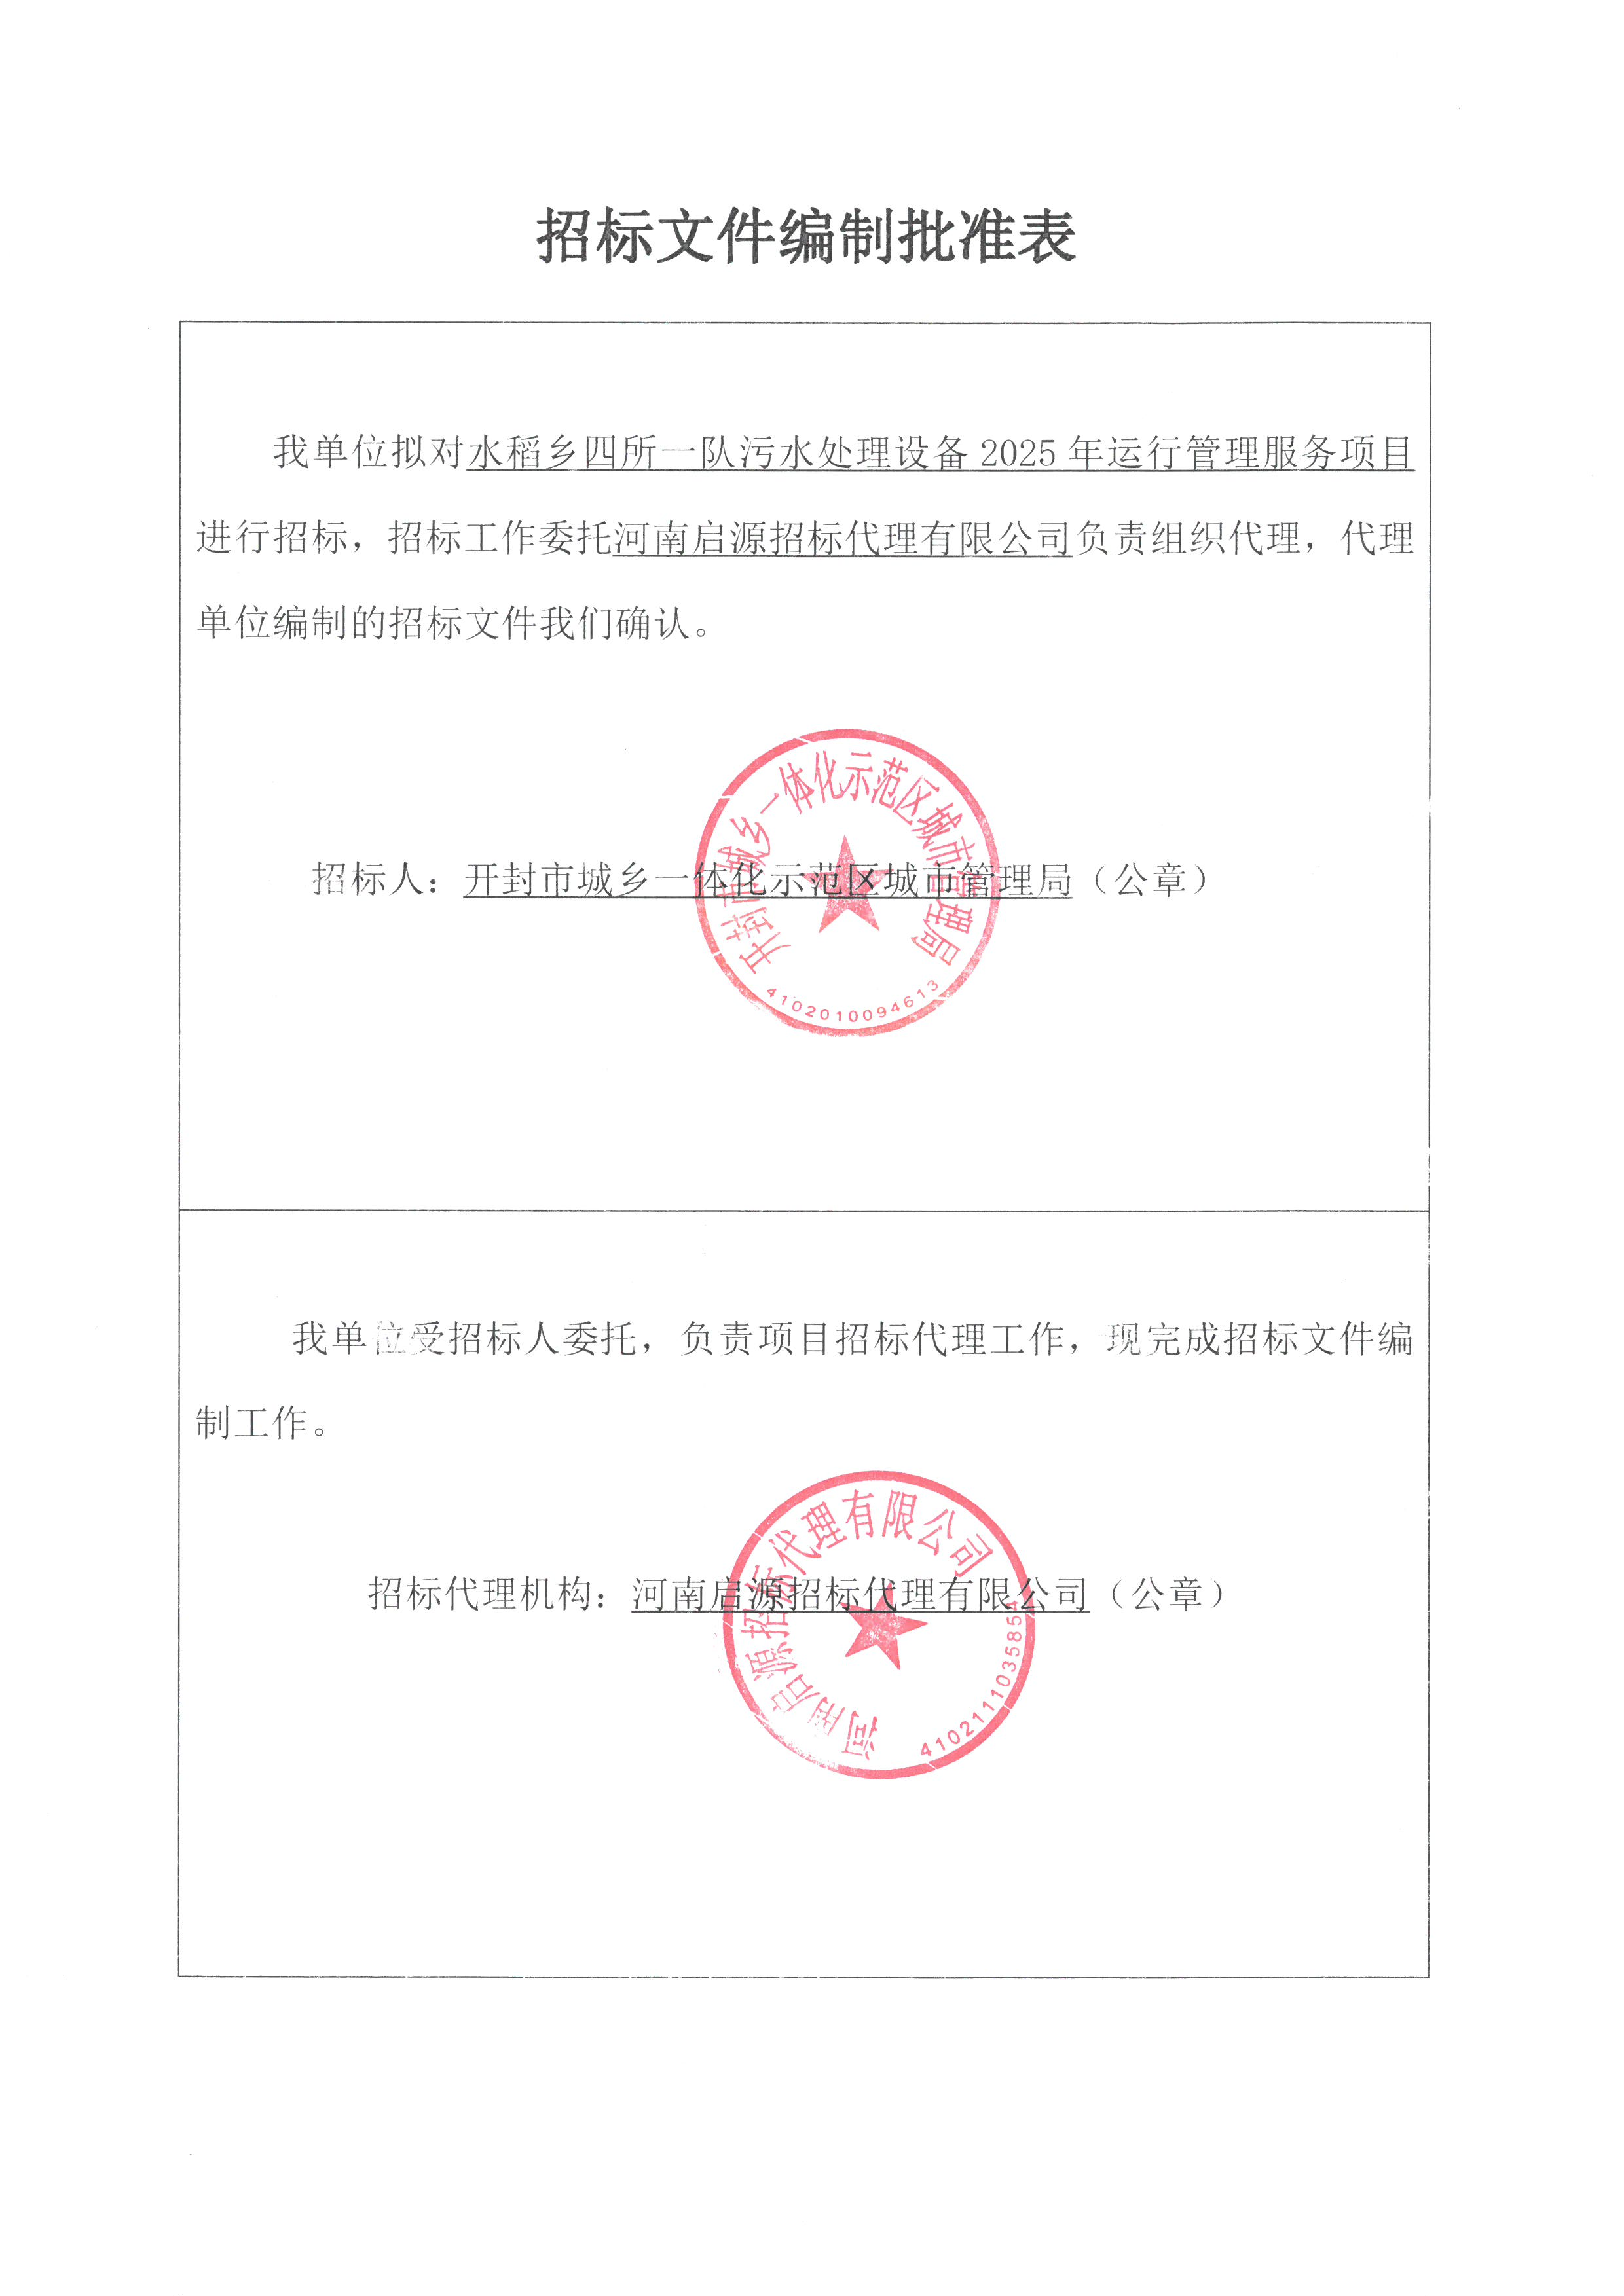 招标文件编制批准表
我单位拟对水稻乡四所一队污水处理设备 2025 年运行管理服务项目
进行招标，招标工作委托河南启源招标代理有限公司负责组织代理，代理
单位编制的招标文件我们确认。
招标人：开封市城乡一体化示范区城市管理局（公章）
开封市城乡一体化示范区城市管理局
4102010094613
我单位受招标人委托，负责项目招标代理工作，现完成招标文件编
制工作。
招标代理机构：河南启源招标代理有限公司（公章）
河南启源招标代理有限公司
4102111035854